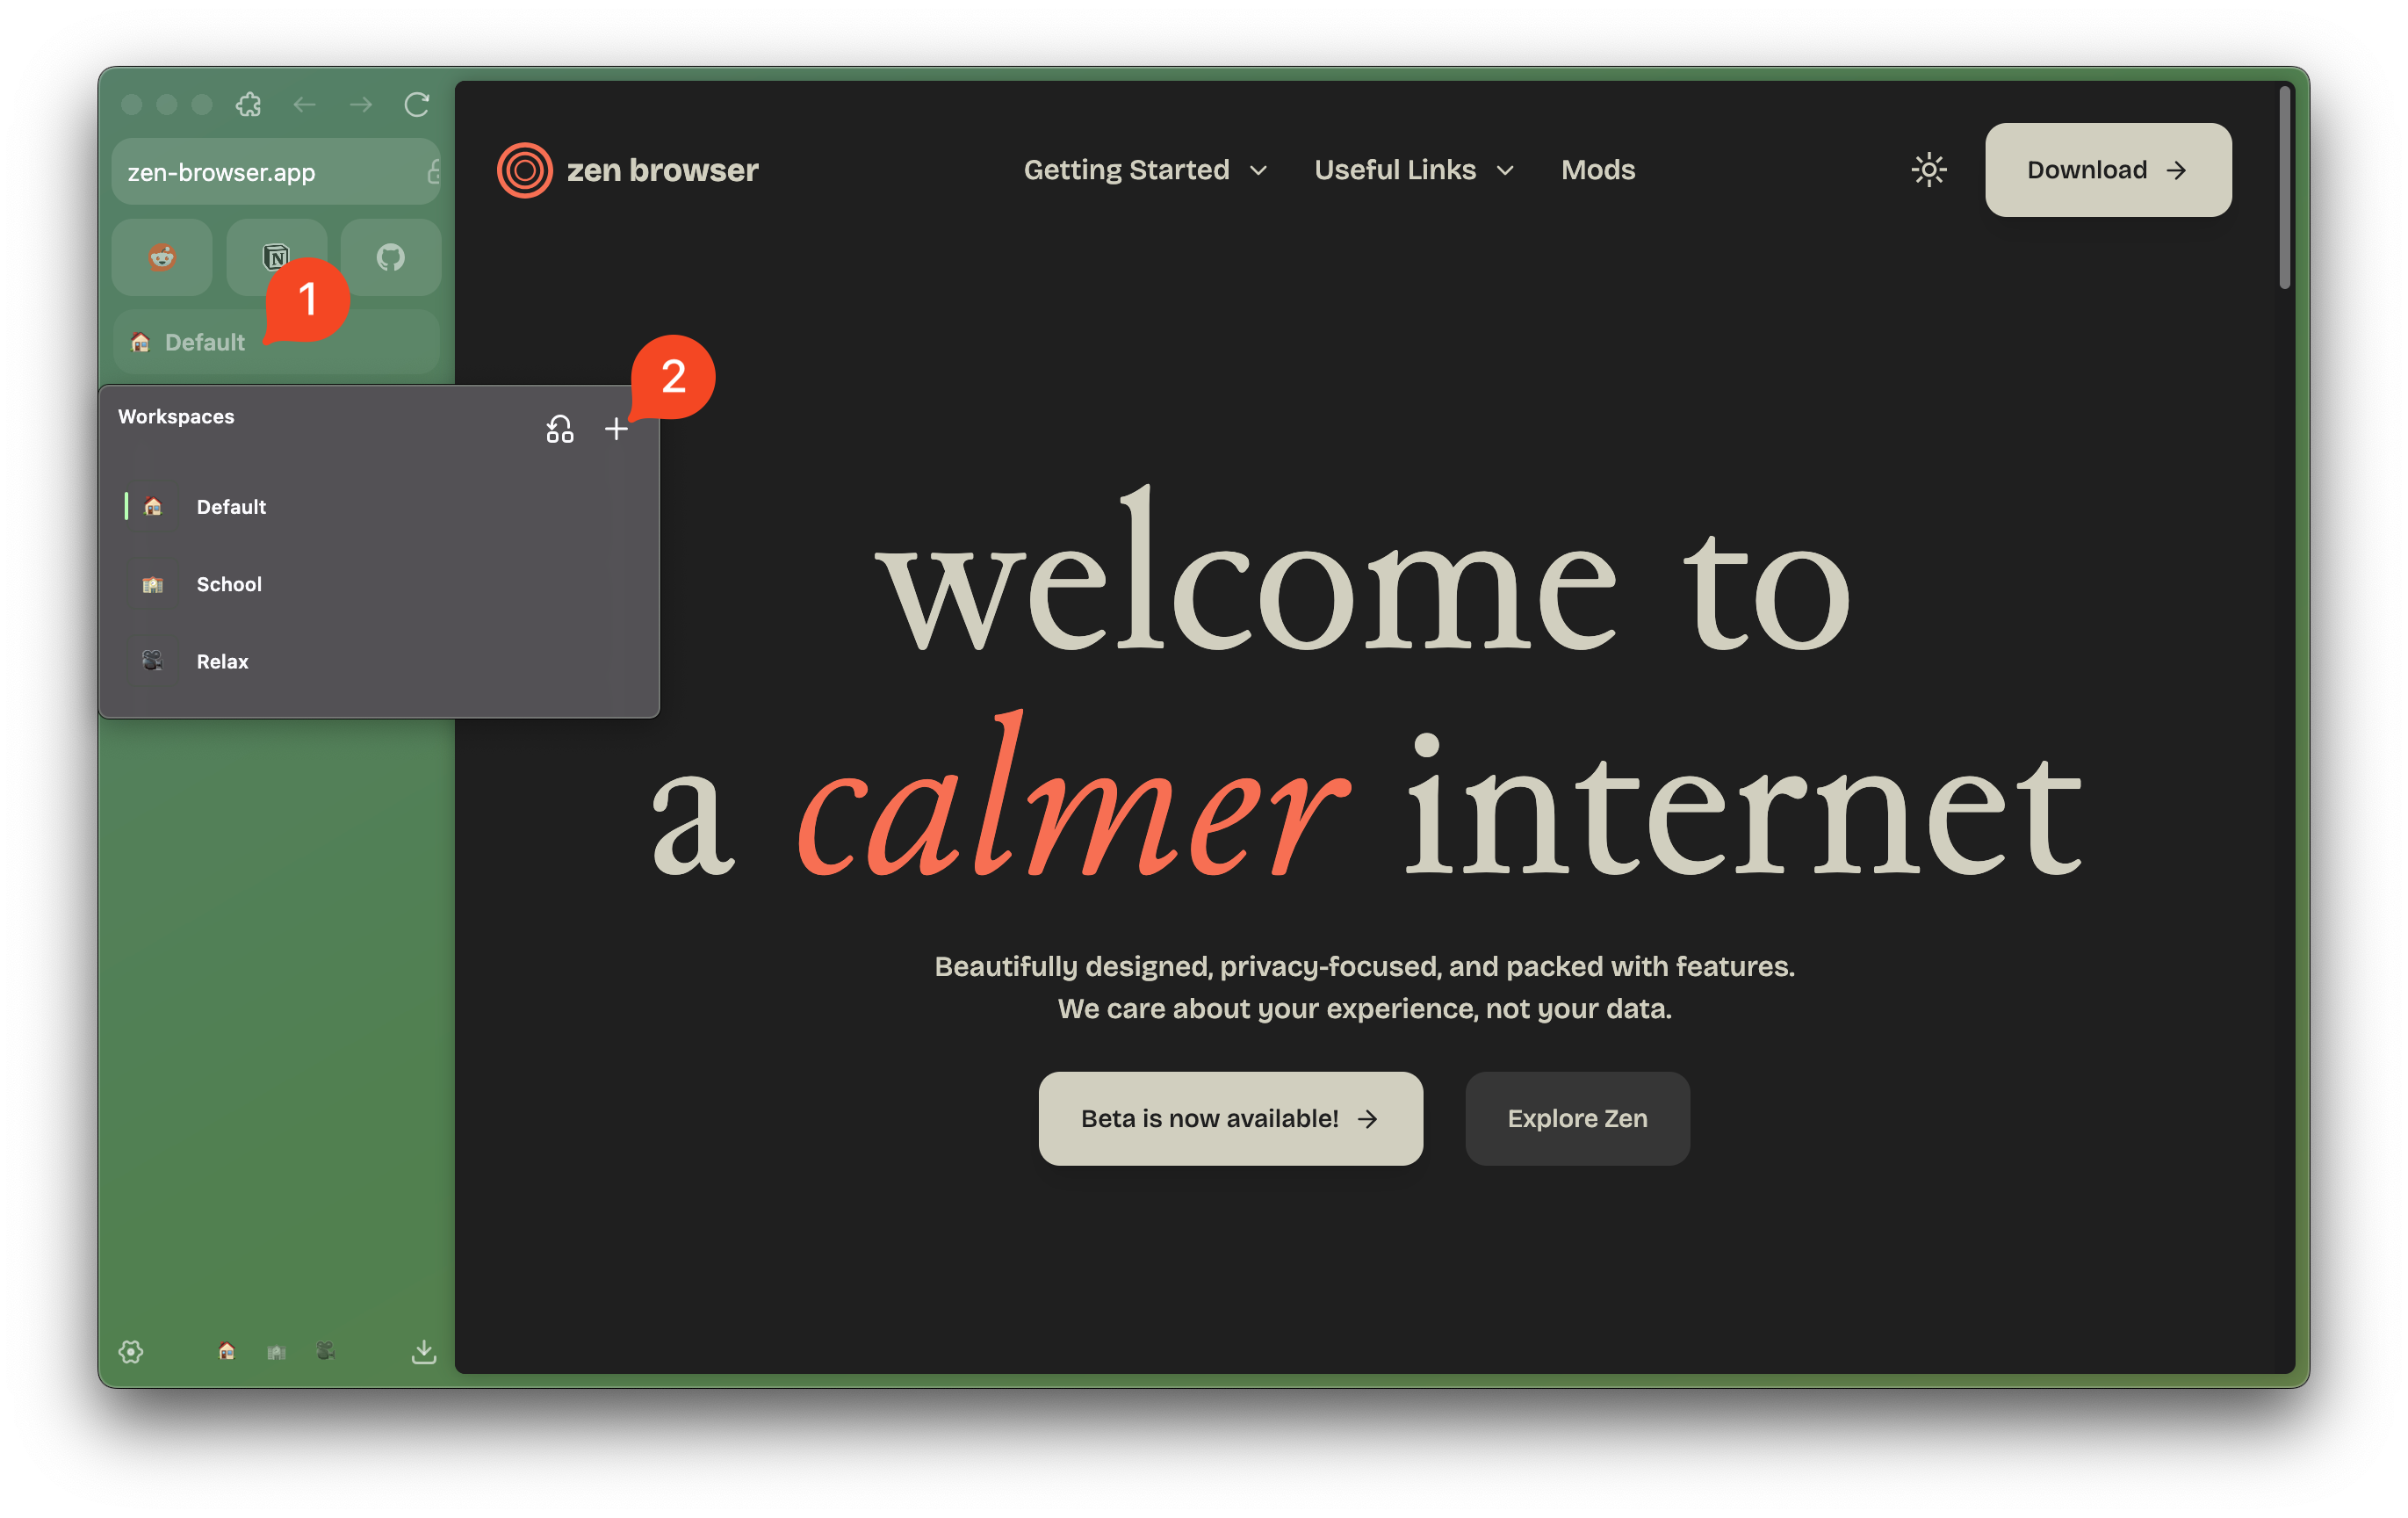 zen-browser.app
N
1
Default
Workspaces
2
Default
School
Relax
zen browser
Getting Started
Useful Links
Mods
Download
welcome to
a calmer internet
Beautifully designed, privacy-focused, and packed with features.
We care about your experience, not your data.
Beta is now available!
Explore Zen